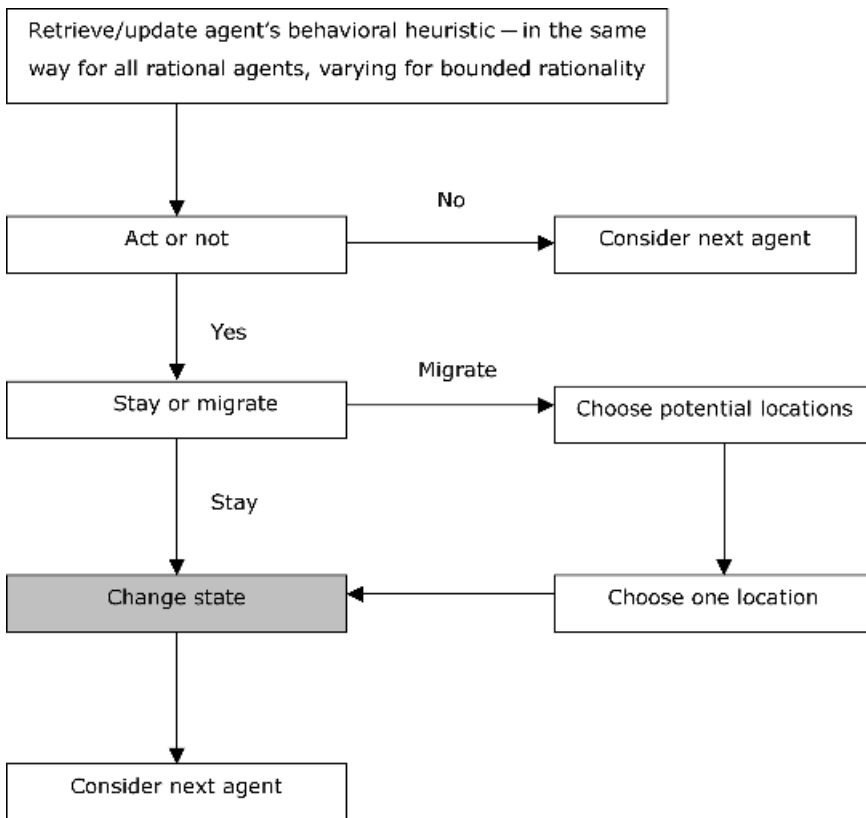 Retrieve/update agent's behavioral heuristic — in the same
way for all rational agents, varying for bounded rationality
No
Act or not
Consider next agent
Yes
Migrate
Stay or migrate
Choose potential locations
Stay
Change state
Choose one location
Consider next agent